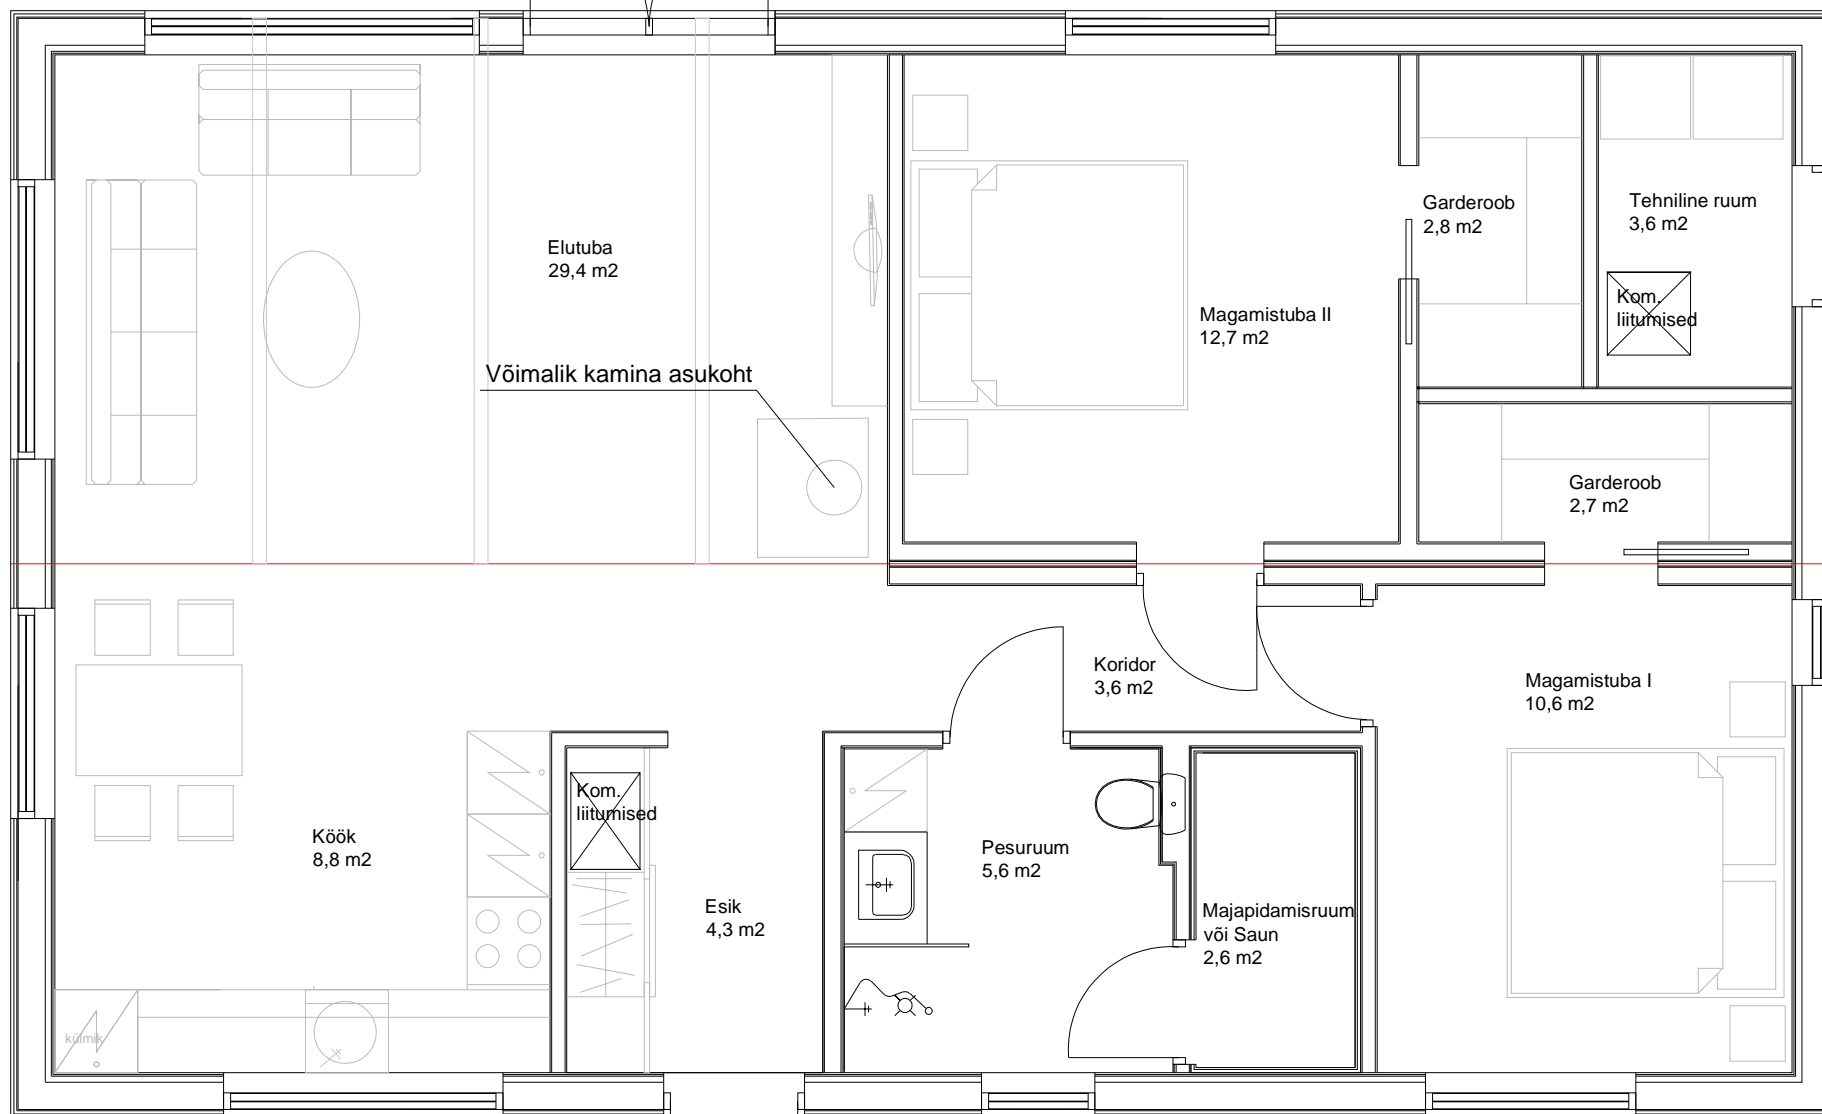 Elutuba
29,4 m2
Võimalik kamina asukoht
Magamistuba II
12,7 m2
Garderoob
2,8 m2
Tehniline ruum
3,6 m2
Kom.
liitumised
Garderoob
2,7 m2
Koridor
3,6 m2
Magamistuba I
10,6 m2
Köök
8,8 m2
külmik
Kom.
liitumised
Esik
4,3 m2
Pesuruum
5,6 m2
Majapidamisruum
või Saun
2,6 m2